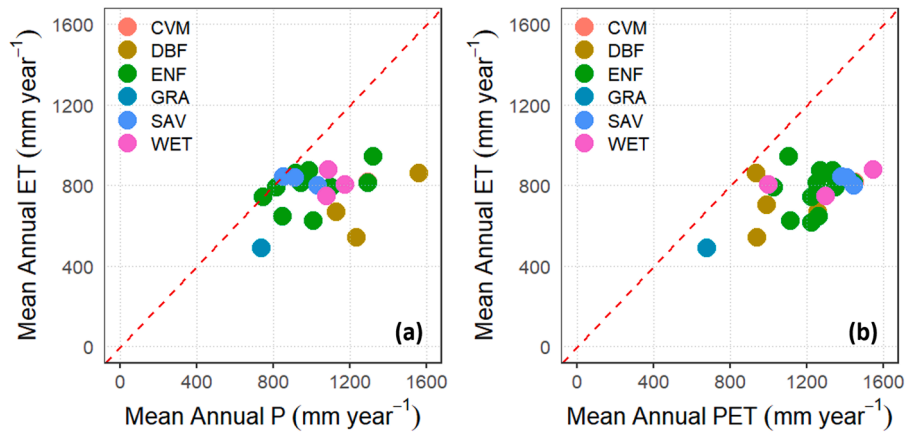 1600
1200
800
400
0
0
400
800
1200
1600
Mean Annual ET (mm year⁻¹)
Mean Annual P (mm year⁻¹)
CVM
DBF
ENF
GRA
SAV
WET
(a)
1600
1200
800
400
0
0
400
800
1200
1600
Mean Annual ET (mm year⁻¹)
Mean Annual PET (mm year⁻¹)
CVM
DBF
ENF
GRA
SAV
WET
(b)